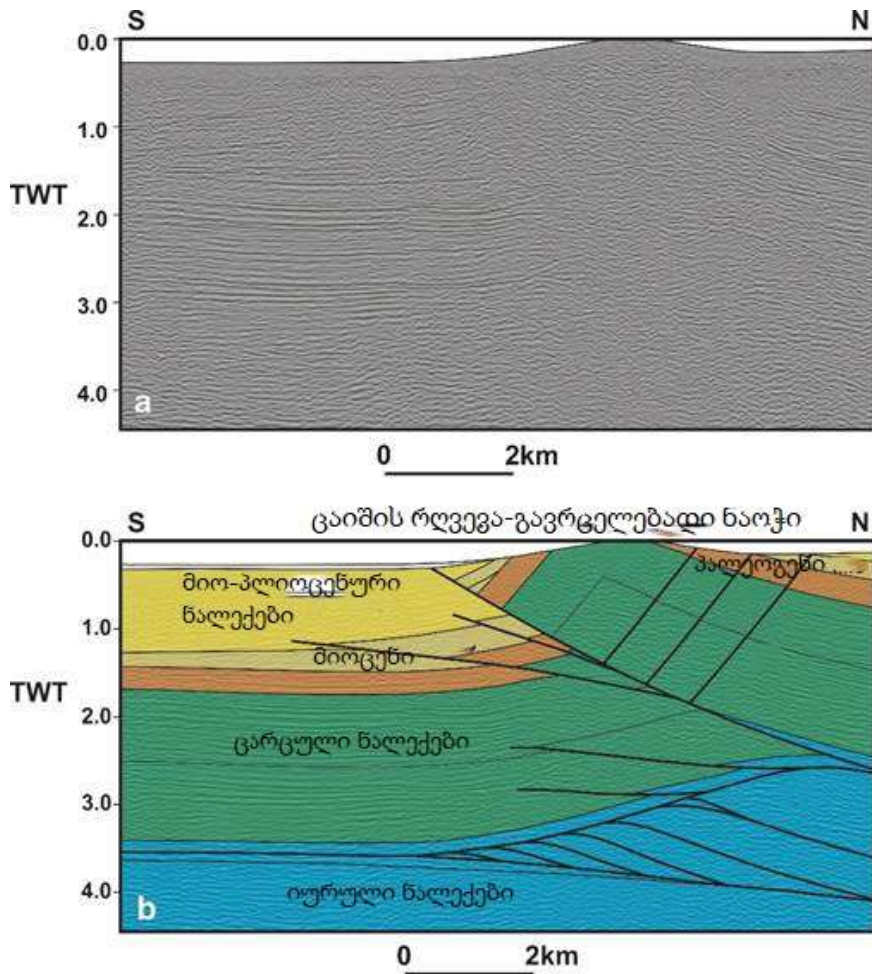 S N
0.0
1.0
TWT
2.0
3.0
4.0
a
0 2km
ცაიშის რღვევა-გავრცელებადი ნაოჭი
S N
0.0
პალეოგენი
მიო-პლიოცენური
ნალექები
1.0
მიოცენი
TWT
2.0
ცარცული ნალექები
3.0
4.0
იურული ნალექები
b
0 2km